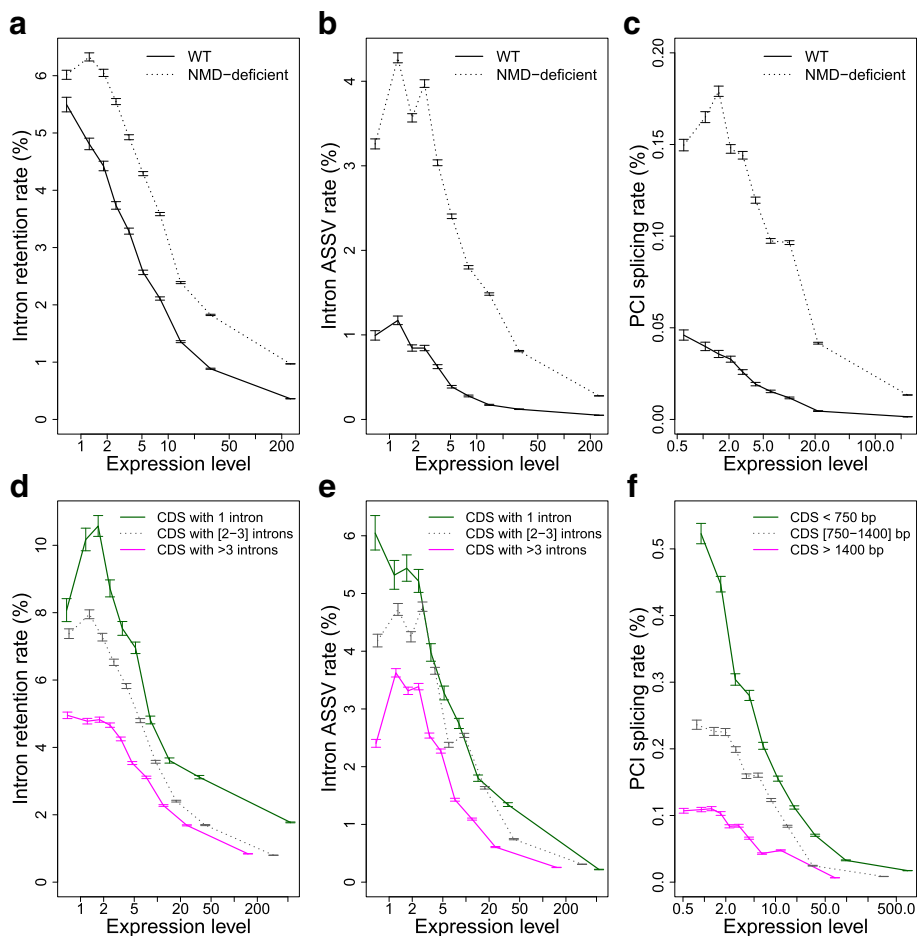 a
WT
NMD−deficient
Intron retention rate (%)
0 1 2 3 4 5 6
1 2 5 10 50 200
Expression level
b
WT
NMD−deficient
Intron ASSV rate (%)
0 1 2 3 4
1 2 5 10 50 200
Expression level
c
WT
NMD−deficient
PCI splicing rate (%)
0.00 0.05 0.10 0.15 0.20
0.5 2.0 5.0 20.0 100.0
Expression level
d
CDS with 1 intron
CDS with [2−3] introns
CDS with >3 introns
Intron retention rate (%)
0 2 4 6 8 10
1 2 5 20 50 200
Expression level
e
CDS with 1 intron
CDS with [2−3] introns
CDS with >3 introns
Intron ASSV rate (%)
0 1 2 3 4 5 6
1 2 5 20 50 200
Expression level
f
CDS < 750 bp
CDS [750−1400] bp
CDS > 1400 bp
PCI splicing rate (%)
0.0 0.1 0.2 0.3 0.4 0.5
0.5 2.0 10.0 50.0 500.0
Expression level